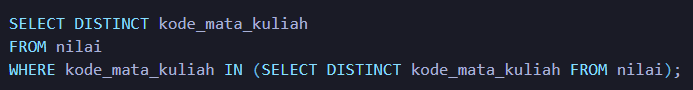 SELECT DISTINCT kode_mata_kuliah
FROM nilai
WHERE kode_mata_kuliah IN (SELECT DISTINCT kode_mata_kuliah FROM nilai);